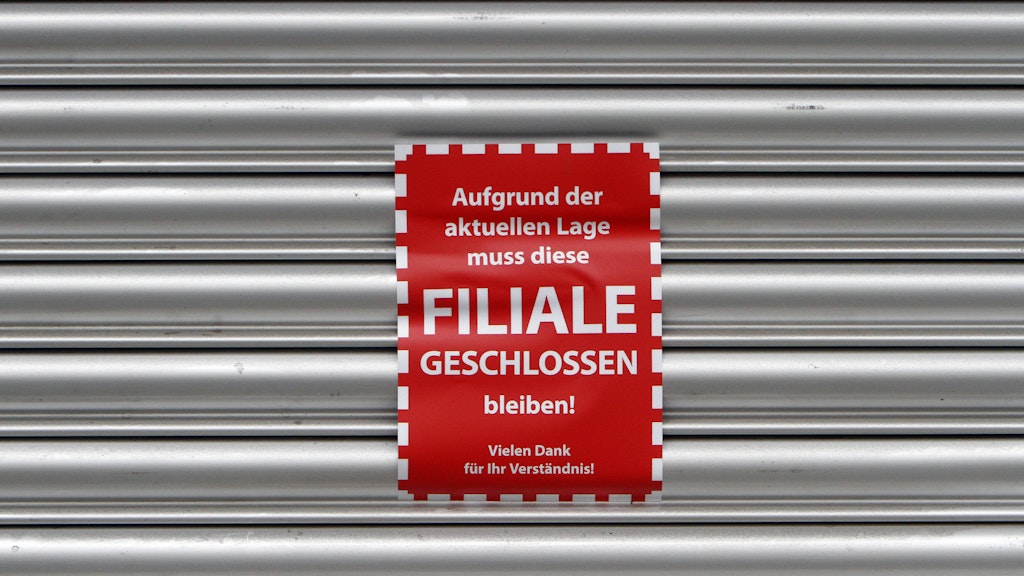 Aufgrund der
aktuellen Lage
muss diese
FILIALE
GESCHLOSSEN
bleiben!
Vielen Dank
für Ihr Verständnis!